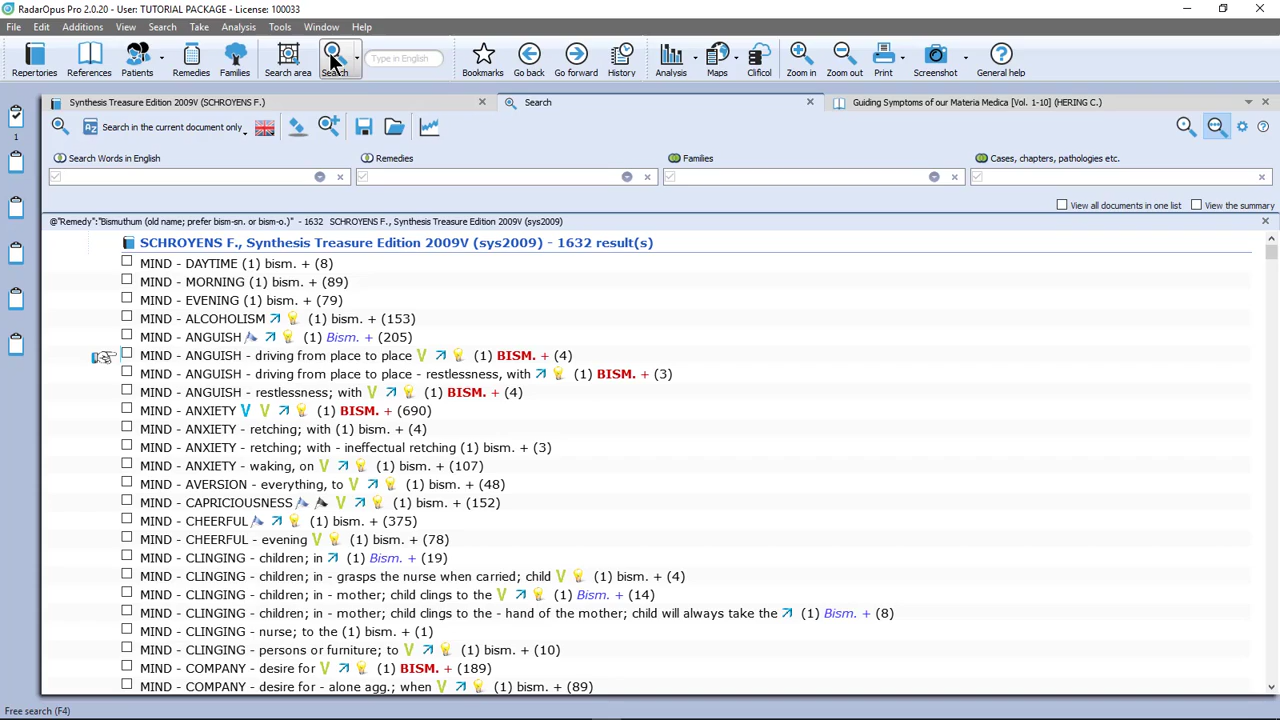 RadarOpus Pro 2.0.20 - User: TUTORIAL PACKAGE - License: 100033
File Edit Additions View Search Take Analysis Tools Window Help
Repertories References Patients Remedies Families Search area Search Type in English Bookmarks Go back Go forward History Analysis Maps Clificol Zoom in Zoom out Print Screenshot General help
Synthesis Treasure Edition 2009V (SCHROYENS F.) Search Guiding Symptoms of our Materia Medica [Vol. 1-10] (HERING C.)
1
Search in the current document only
Search Words in English Remedies Families Cases, chapters, pathologies etc.
View all documents in one list View the summary
@"Remedy":"Bismuthum (old name; prefer bism-sn. or bism-o.)" - 1632 SCHROYENS F., Synthesis Treasure Edition 2009V (sys2009)
SCHROYENS F., Synthesis Treasure Edition 2009V (sys2009) - 1632 result(s)
MIND - DAYTIME (1) bism. + (8)
MIND - MORNING (1) bism. + (89)
MIND - EVENING (1) bism. + (79)
MIND - ALCOHOLISM (1) bism. + (153)
MIND - ANGUISH (1) Bism. + (205)
MIND - ANGUISH - driving from place to place V (1) BISM. + (4)
MIND - ANGUISH - driving from place to place - restlessness, with (1) BISM. + (3)
MIND - ANGUISH - restlessness; with V (1) BISM. + (4)
MIND - ANXIETY V V (1) BISM. + (690)
MIND - ANXIETY - retching; with (1) bism. + (4)
MIND - ANXIETY - retching; with - ineffectual retching (1) bism. + (3)
MIND - ANXIETY - waking, on V (1) bism. + (107)
MIND - AVERSION - everything, to V (1) bism. + (48)
MIND - CAPRICIOUSNESS V (1) bism. + (152)
MIND - CHEERFUL (1) bism. + (375)
MIND - CHEERFUL - evening V (1) bism. + (78)
MIND - CLINGING - children; in (1) Bism. + (19)
MIND - CLINGING - children; in - grasps the nurse when carried; child V (1) bism. + (4)
MIND - CLINGING - children; in - mother; child clings to the V (1) Bism. + (14)
MIND - CLINGING - children; in - mother; child clings to the - hand of the mother; child will always take the (1) Bism. + (8)
MIND - CLINGING - nurse; to the (1) bism. + (1)
MIND - CLINGING - persons or furniture; to V (1) bism. + (10)
MIND - COMPANY - desire for V (1) BISM. + (189)
MIND - COMPANY - desire for - alone agg.; when V (1) bism. + (89)
Free search (F4)